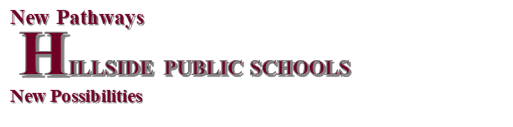 New Pathways
HILLSIDE PUBLIC SCHOOLS
New Possibilities